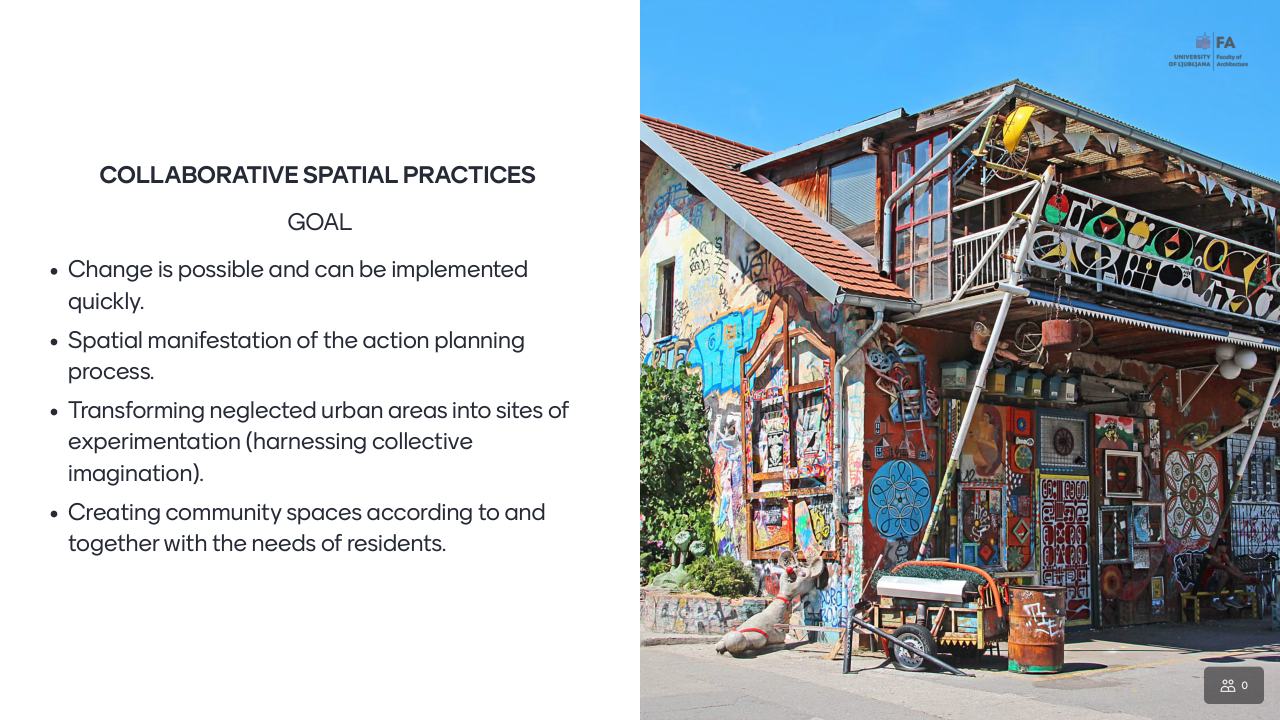 COLLABORATIVE SPATIAL PRACTICES
GOAL
• Change is possible and can be implemented
quickly.
• Spatial manifestation of the action planning
process.
• Transforming neglected urban areas into sites of
experimentation (harnessing collective
imagination).
• Creating community spaces according to and
together with the needs of residents.
FA
UNIVERSITY
OF LJUBLJANA
Faculty of
Architecture
0